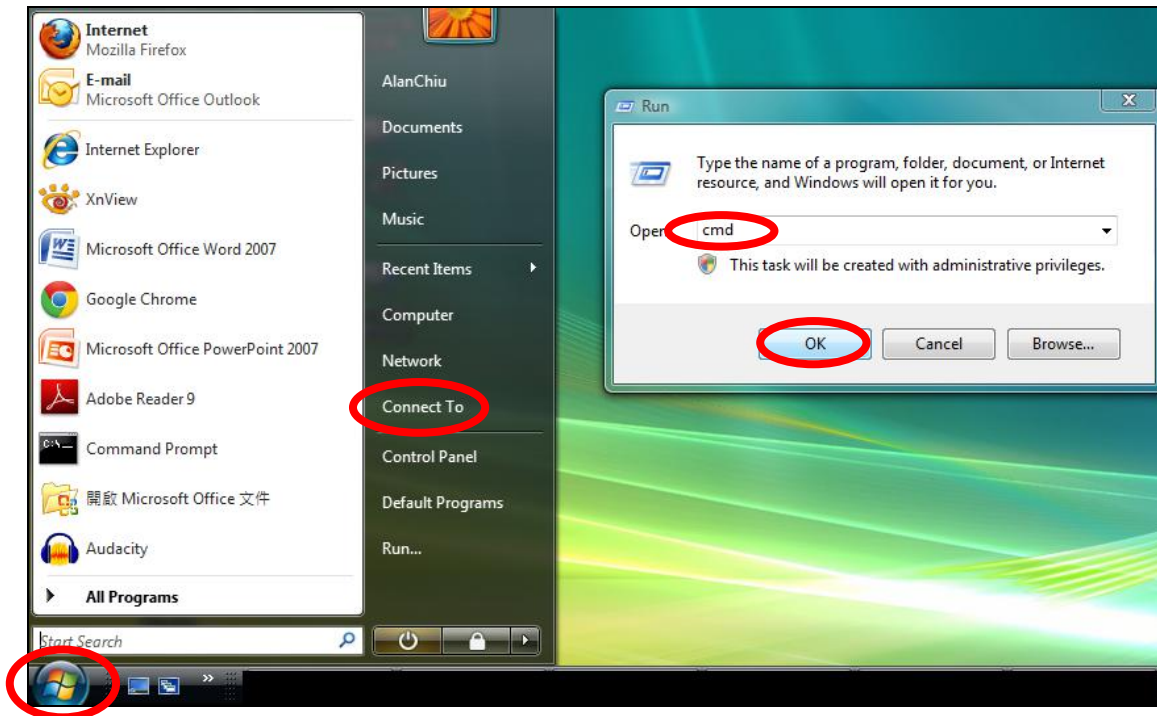 Internet
Mozilla Firefox
E-mail
Microsoft Office Outlook
Internet Explorer
XnView
Microsoft Office Word 2007
Google Chrome
Microsoft Office PowerPoint 2007
Adobe Reader 9
Command Prompt
開啟 Microsoft Office 文件
Audacity
All Programs
Start Search
AlanChiu
Documents
Pictures
Music
Recent Items
Computer
Network
Connect To
Control Panel
Default Programs
Run...
Run
Type the name of a program, folder, document, or Internet
resource, and Windows will open it for you.
Open cmd
This task will be created with administrative privileges.
OK Cancel Browse...